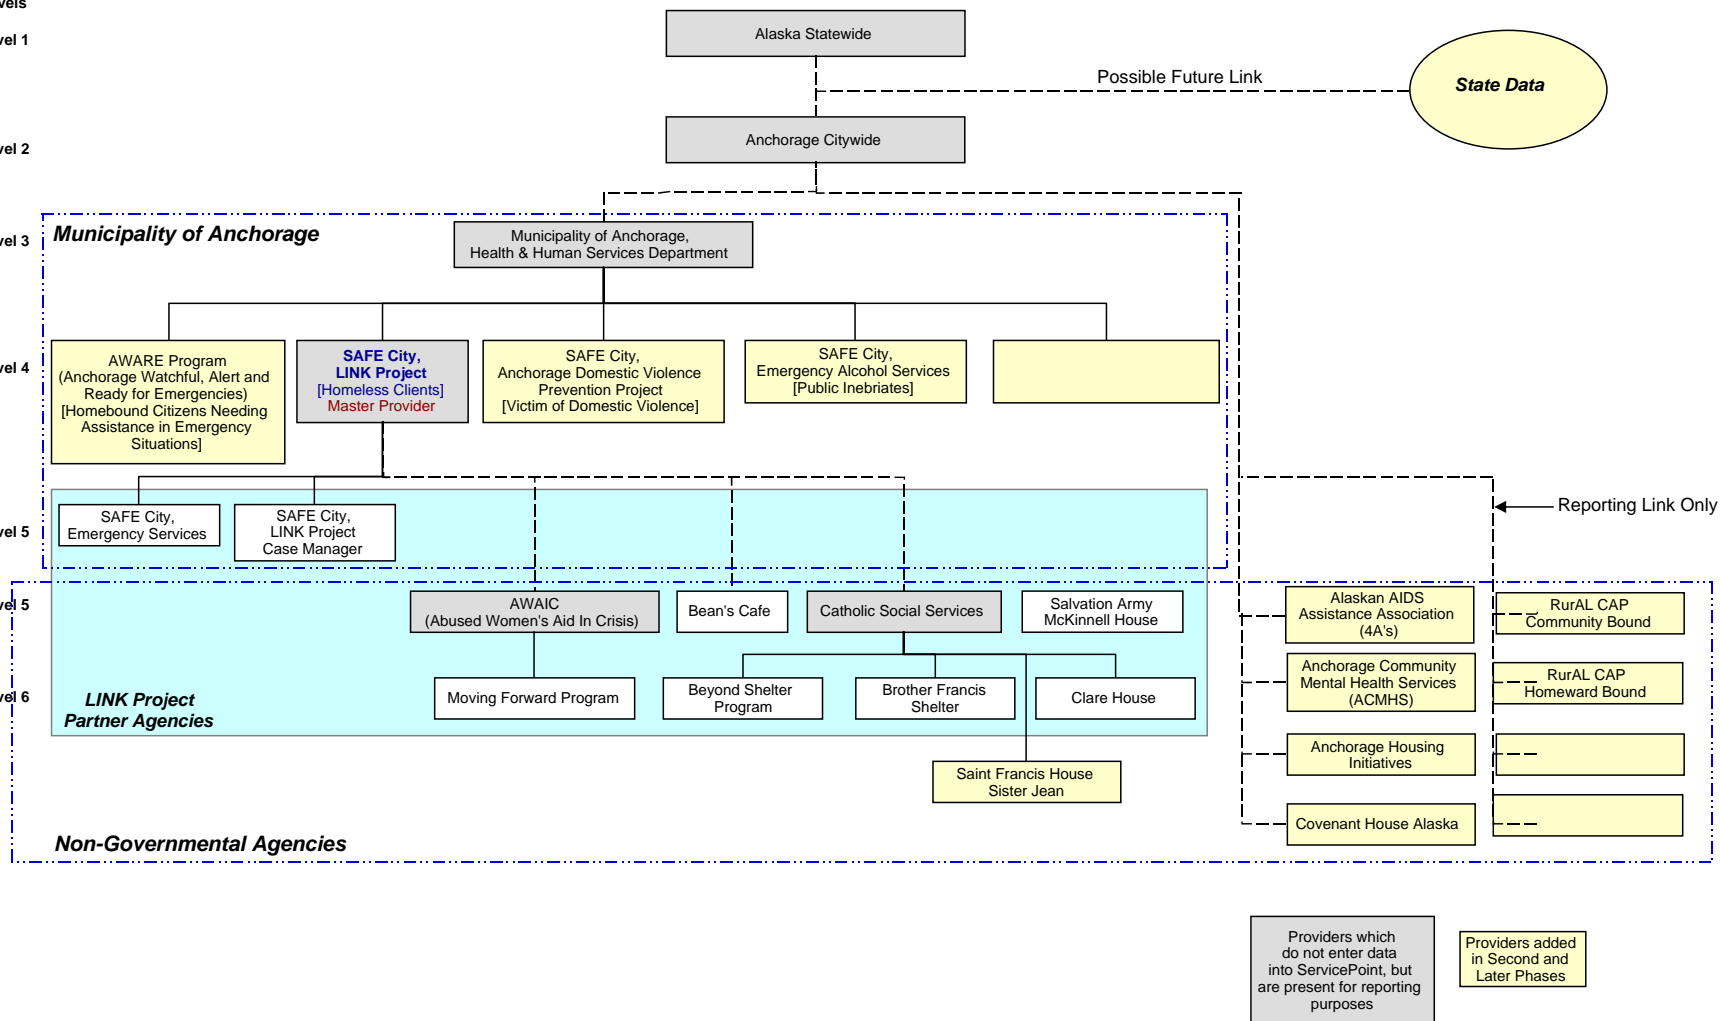 vels
vel 1
Alaska Statewide
Possible Future Link
State Data
vel 2
Anchorage Citywide
vel 3
Municipality of Anchorage
Municipality of Anchorage,
Health & Human Services Department
vel 4
AWARE Program
(Anchorage Watchful, Alert and
Ready for Emergencies)
[Homebound Citizens Needing
Assistance in Emergency
Situations]
SAFE City,
LINK Project
[Homeless Clients]
Master Provider
SAFE City,
Anchorage Domestic Violence
Prevention Project
[Victim of Domestic Violence]
SAFE City,
Emergency Alcohol Services
[Public Inebriates]
Reporting Link Only
vel 5
SAFE City,
Emergency Services
SAFE City,
LINK Project
Case Manager
vel 5
AWAIC
(Abused Women's Aid In Crisis)
Bean's Cafe
Catholic Social Services
Salvation Army
McKinnell House
Alaskan AIDS
Assistance Association
(4A's)
RurAL CAP
Community Bound
vel 6
LINK Project
Partner Agencies
Moving Forward Program
Beyond Shelter
Program
Brother Francis
Shelter
Clare House
Anchorage Community
Mental Health Services
(ACMHS)
RurAL CAP
Homeward Bound
Saint Francis House
Sister Jean
Anchorage Housing
Initiatives
Covenant House Alaska
Non-Governmental Agencies
Providers which
do not enter data
into ServicePoint, but
are present for reporting
purposes
Providers added
in Second and
Later Phases